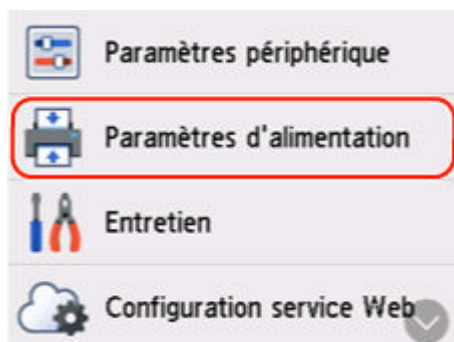 Paramètres périphérique
Paramètres d'alimentation
Entretien
Configuration service Web